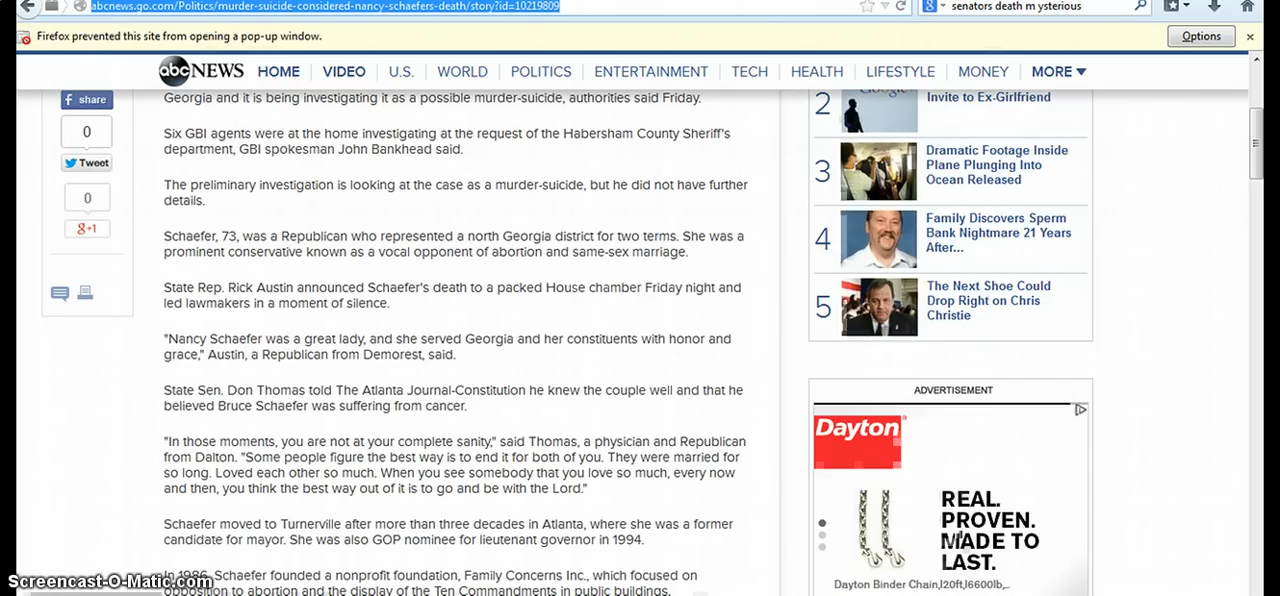 abcnews.go.com/Politics/murder-suicide-considered-nancy-schaefers-death/story?id=10219809
senators death m ysterious
Firefox prevented this site from opening a pop-up window.
Options
abc NEWS HOME VIDEO U.S. WORLD POLITICS ENTERTAINMENT TECH HEALTH LIFESTYLE MONEY MORE
f share
0
Tweet
0
g+1
Georgia and it is being investigating it as a possible murder-suicide, authorities said Friday.
Six GBI agents were at the home investigating at the request of the Habersham County Sheriff's
department, GBI spokesman John Bankhead said.
The preliminary investigation is looking at the case as a murder-suicide, but he did not have further
details.
Schaefer, 73, was a Republican who represented a north Georgia district for two terms. She was a
prominent conservative known as a vocal opponent of abortion and same-sex marriage.
State Rep. Rick Austin announced Schaefer's death to a packed House chamber Friday night and
led lawmakers in a moment of silence.
"Nancy Schaefer was a great lady, and she served Georgia and her constituents with honor and
grace," Austin, a Republican from Demorest, said.
State Sen. Don Thomas told The Atlanta Journal-Constitution he knew the couple well and that he
believed Bruce Schaefer was suffering from cancer.
"In those moments, you are not at your complete sanity," said Thomas, a physician and Republican
from Dalton. "Some people figure the best way is to end it for both of you. They were married for
so long. Loved each other so much. When you see somebody that you love so much, every now
and then, you think the best way out of it is to go and be with the Lord."
Schaefer moved to Turnerville after more than three decades in Atlanta, where she was a former
candidate for mayor. She was also GOP nominee for lieutenant governor in 1994.
In 1986, Schaefer founded a nonprofit foundation, Family Concerns Inc., which focused on
opposition to abortion and the display of the Ten Commandments in public buildings.
2
Invite to Ex-Girlfriend
3
Dramatic Footage Inside
Plane Plunging Into
Ocean Released
4
Family Discovers Sperm
Bank Nightmare 21 Years
After...
5
The Next Shoe Could
Drop Right on Chris
Christie
ADVERTISEMENT
Dayton
REAL.
PROVEN.
MADE TO
LAST.
Dayton Binder Chain,l20ft,l6600lb,...
Screencast-O-Matic.com